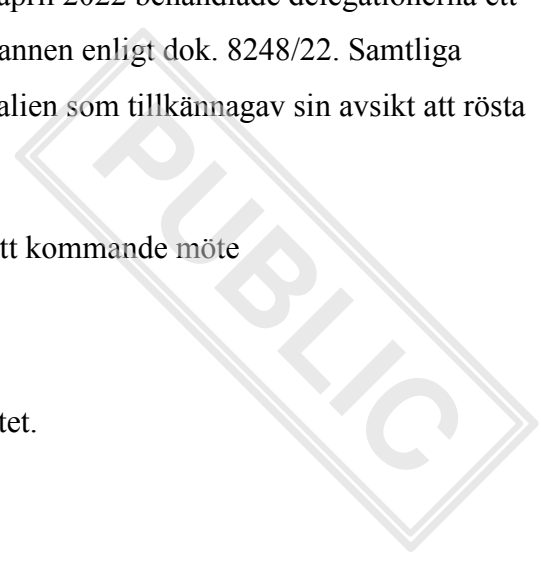 april 2022 behandlade delegationerna ett
annen enligt dok. 8248/22. Samtliga
alien som tillkännagav sin avsikt att rösta
tt kommande möte
PUBLIC
tet.